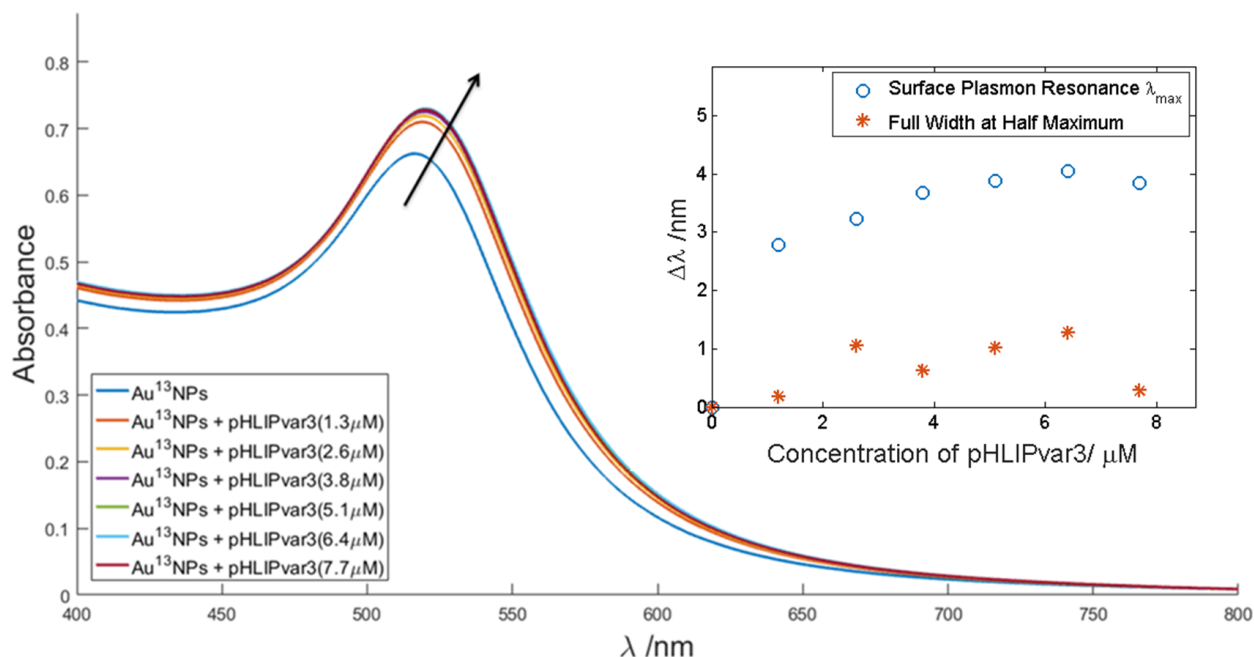 Absorbance
0.8
0.7
0.6
0.5
0.4
0.3
0.2
0.1
0
400
450
500
550
600
650
700
750
800
λ /nm
Au¹³NPs
Au¹³NPs + pHLIPvar3(1.3μM)
Au¹³NPs + pHLIPvar3(2.6μM)
Au¹³NPs + pHLIPvar3(3.8μM)
Au¹³NPs + pHLIPvar3(5.1μM)
Au¹³NPs + pHLIPvar3(6.4μM)
Au¹³NPs + pHLIPvar3(7.7μM)
Surface Plasmon Resonance λmax
Full Width at Half Maximum
Δλ /nm
5
4
3
2
1
0
0
2
4
6
8
Concentration of pHLIPvar3/ μM